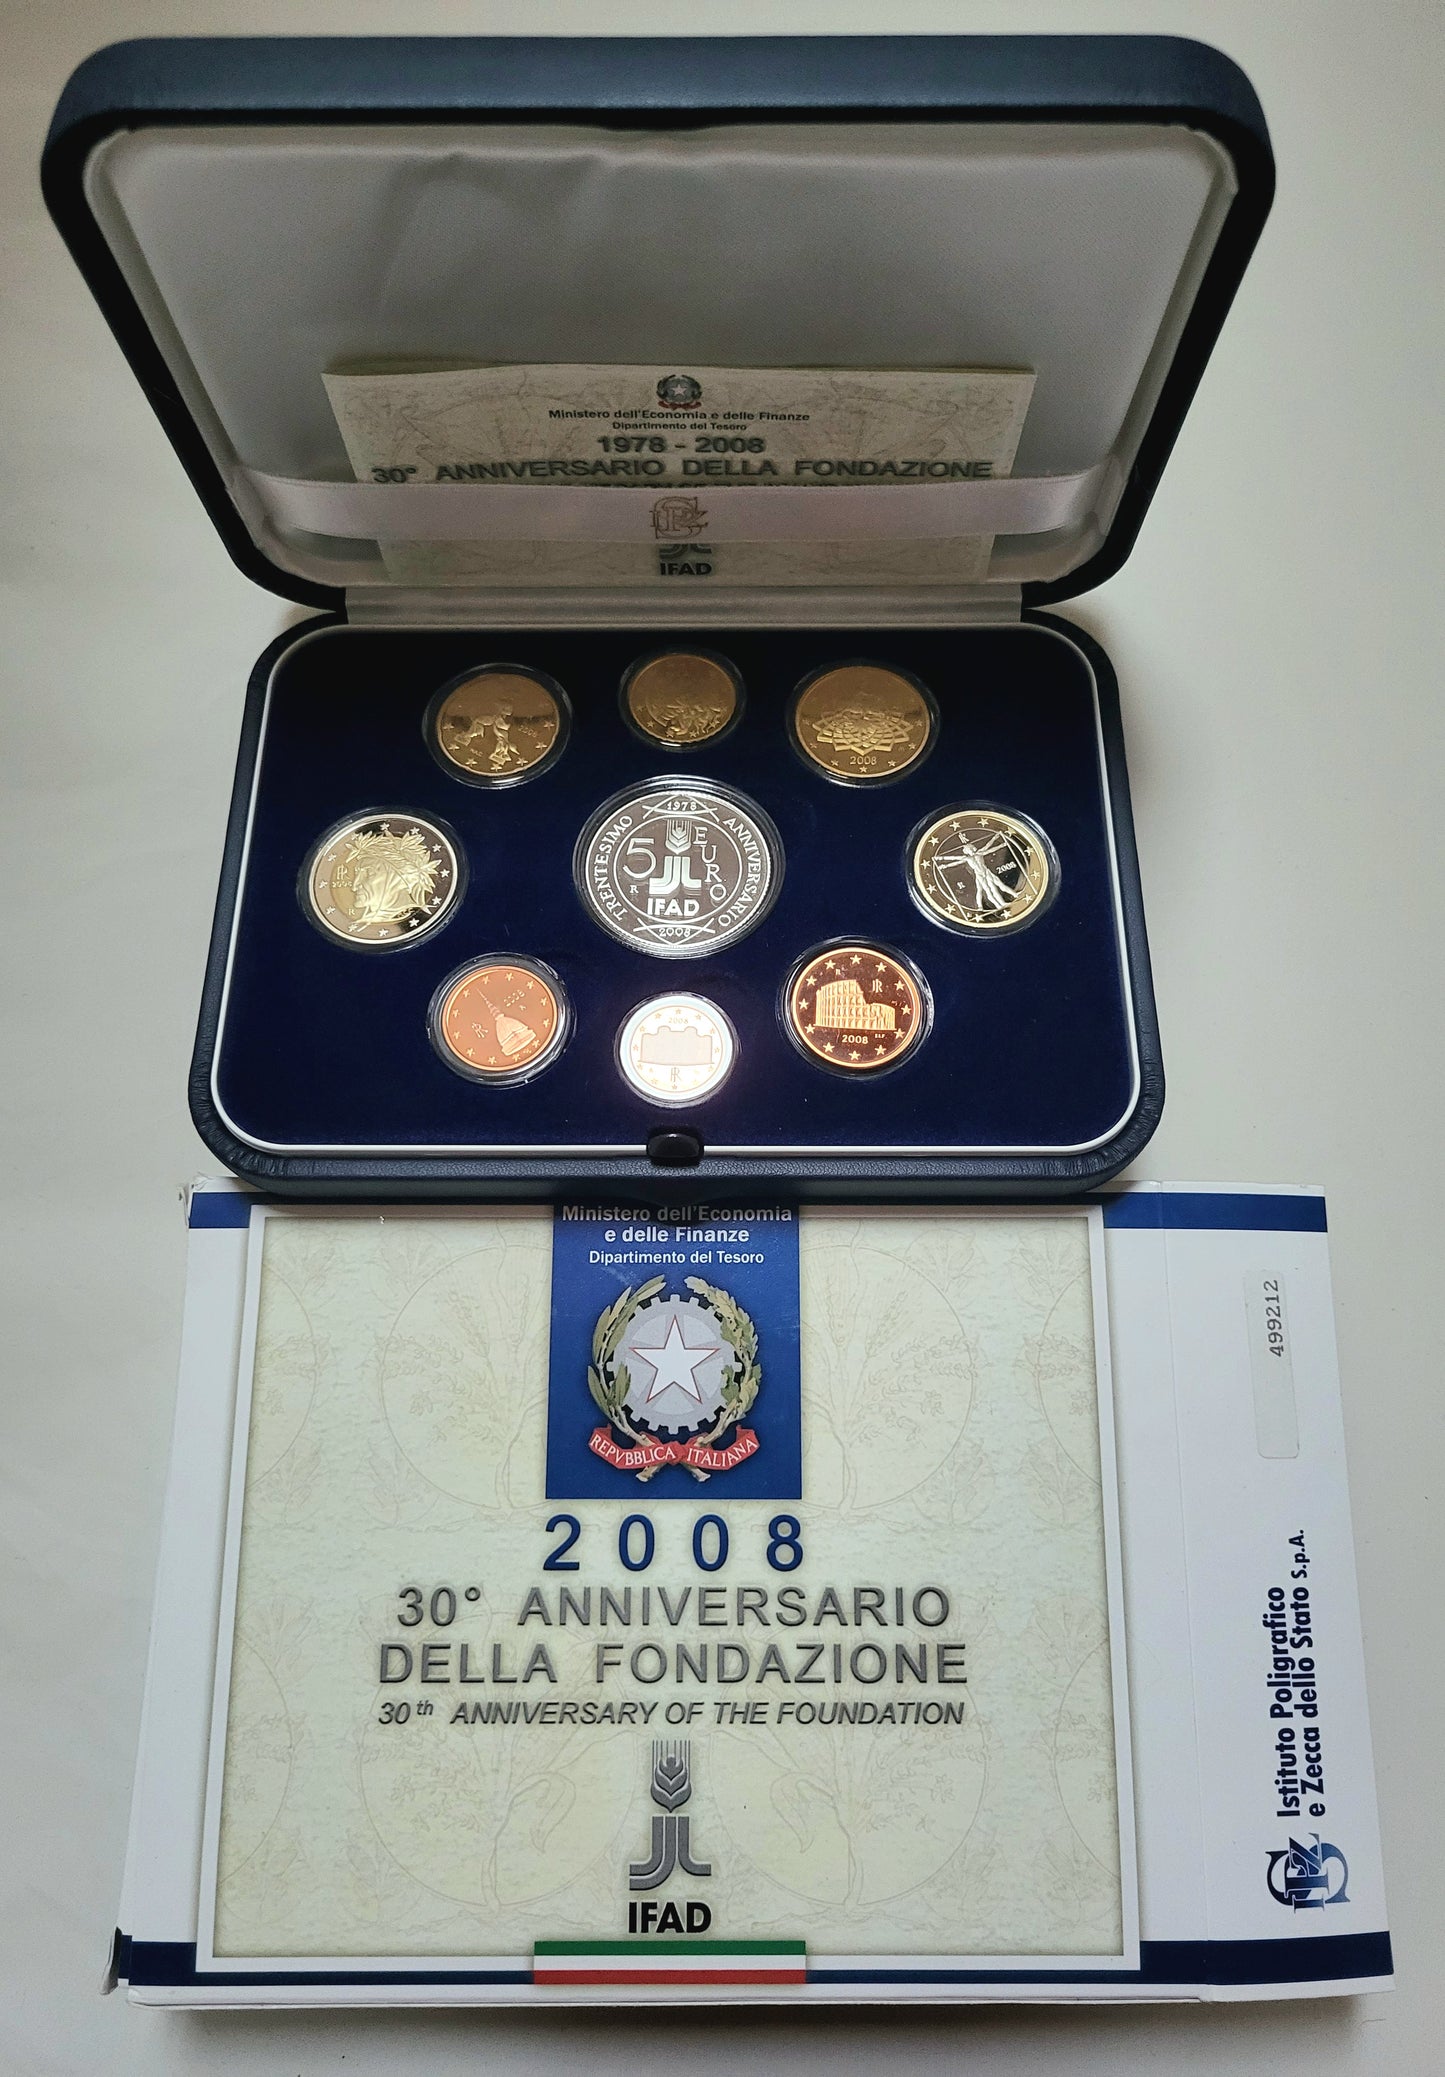 Ministero dell'Economia e delle Finanze
Dipartimento del Tesoro
1978 - 2008
30° ANNIVERSARIO DELLA FONDAZIONE
IFAD
2008
2008
1978
TRENTESIMO
ANNIVERSARIO
5
EURO
R
IFAD
2008
2008
R
2008
R
2008
R
2008
Ministero dell'Economia
e delle Finanze
Dipartimento del Tesoro
REPVBBLICA ITALIANA
2008
30° ANNIVERSARIO
DELLA FONDAZIONE
30th ANNIVERSARY OF THE FOUNDATION
IFAD
499212
Istituto Poligrafico
e Zecca dello Stato S.p.A.